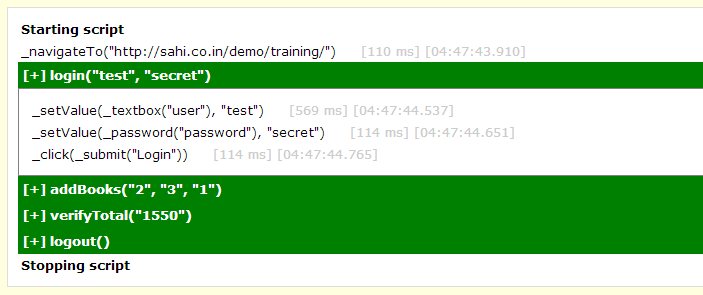 Starting script
_navigateTo("http://sahi.co.in/demo/training/") [110 ms] [04:47:43.910]
[+] login("test", "secret")
_setValue(_textbox("user"), "test") [569 ms] [04:47:44.537]
_setValue(_password("password"), "secret") [114 ms] [04:47:44.651]
_click(_submit("Login")) [114 ms] [04:47:44.765]
[+] addBooks("2", "3", "1")
[+] verifyTotal("1550")
[+] logout()
Stopping script